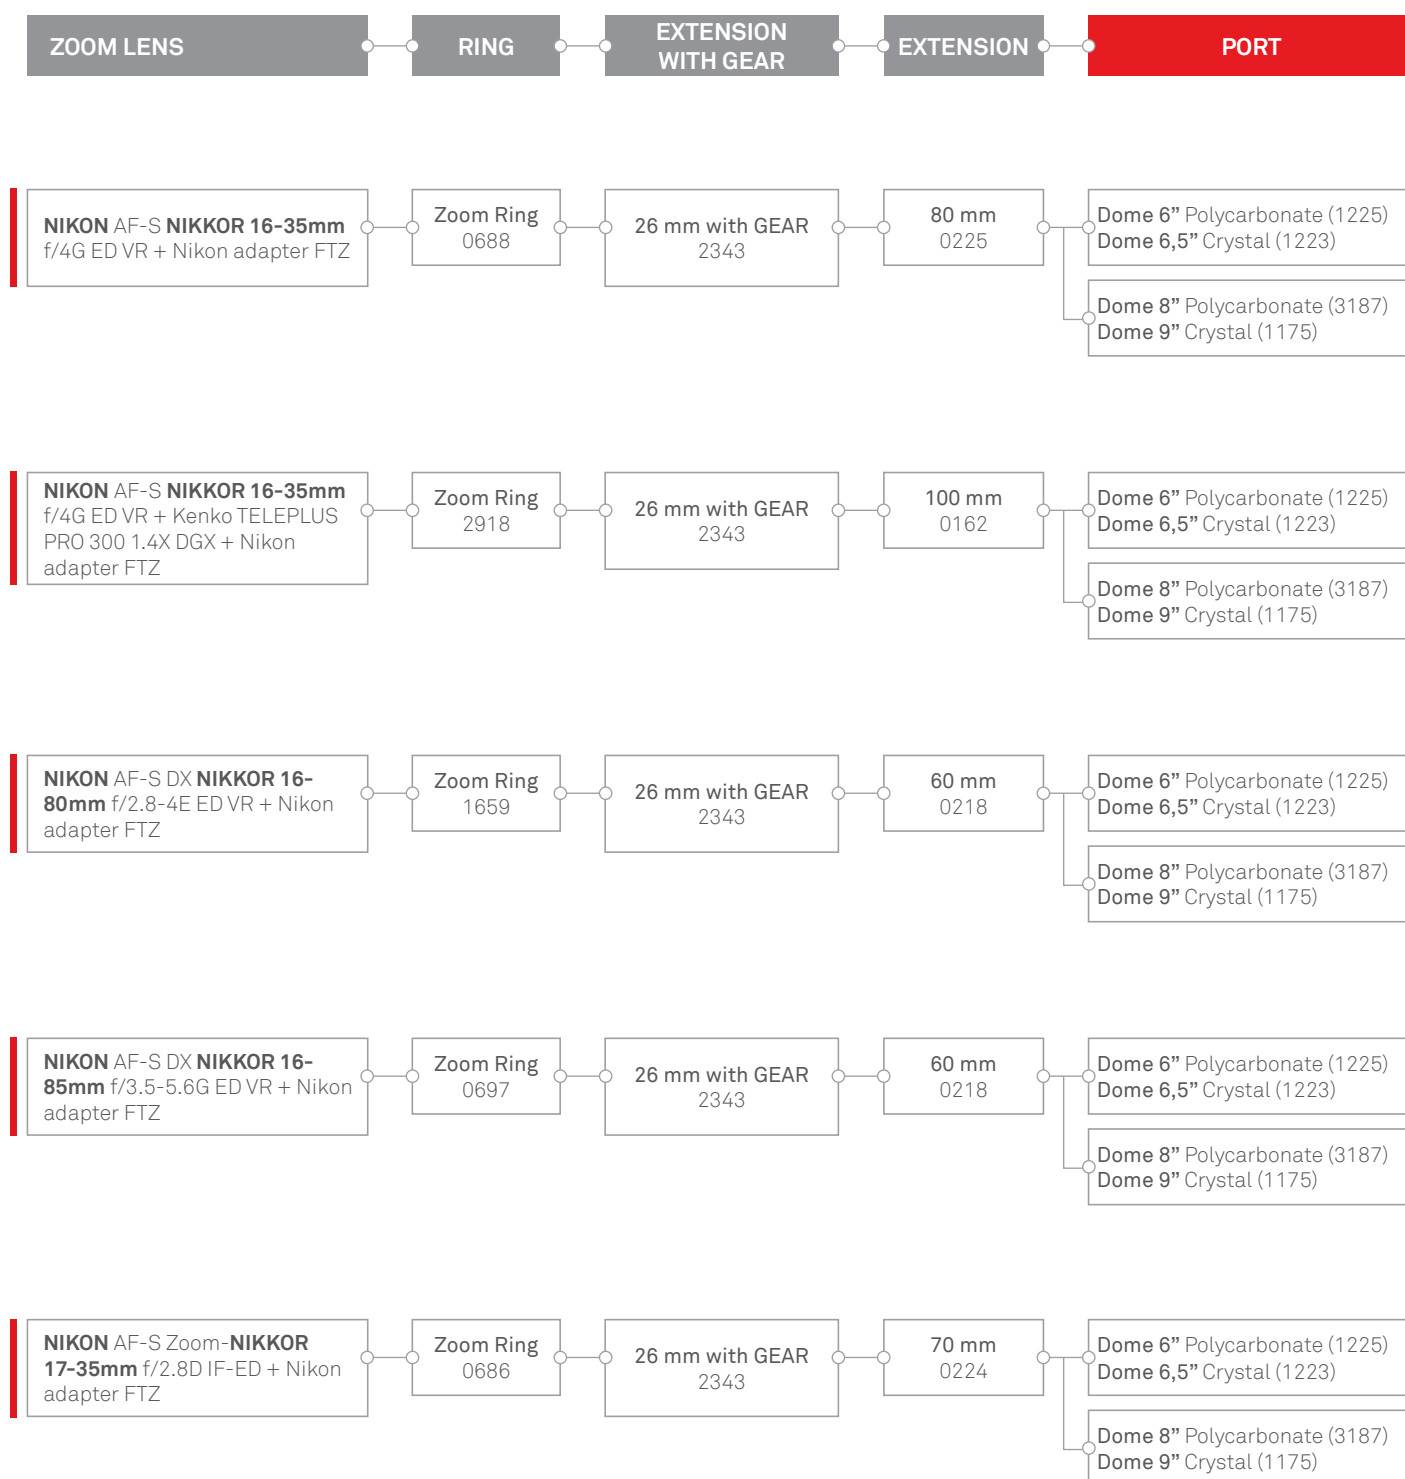 ZOOM LENS
RING
EXTENSION
WITH GEAR
EXTENSION
PORT
NIKON AF-S NIKKOR 16-35mm
f/4G ED VR + Nikon adapter FTZ
Zoom Ring
0688
26 mm with GEAR
2343
80 mm
0225
Dome 6” Polycarbonate (1225)
Dome 6,5” Crystal (1223)
Dome 8” Polycarbonate (3187)
Dome 9” Crystal (1175)
NIKON AF-S NIKKOR 16-35mm
f/4G ED VR + Kenko TELEPLUS
PRO 300 1.4X DGX + Nikon
adapter FTZ
Zoom Ring
2918
26 mm with GEAR
2343
100 mm
0162
Dome 6” Polycarbonate (1225)
Dome 6,5” Crystal (1223)
Dome 8” Polycarbonate (3187)
Dome 9” Crystal (1175)
NIKON AF-S DX NIKKOR 16-
80mm f/2.8-4E ED VR + Nikon
adapter FTZ
Zoom Ring
1659
26 mm with GEAR
2343
60 mm
0218
Dome 6” Polycarbonate (1225)
Dome 6,5” Crystal (1223)
Dome 8” Polycarbonate (3187)
Dome 9” Crystal (1175)
NIKON AF-S DX NIKKOR 16-
85mm f/3.5-5.6G ED VR + Nikon
adapter FTZ
Zoom Ring
0697
26 mm with GEAR
2343
60 mm
0218
Dome 6” Polycarbonate (1225)
Dome 6,5” Crystal (1223)
Dome 8” Polycarbonate (3187)
Dome 9” Crystal (1175)
NIKON AF-S Zoom-NIKKOR
17-35mm f/2.8D IF-ED + Nikon
adapter FTZ
Zoom Ring
0686
26 mm with GEAR
2343
70 mm
0224
Dome 6” Polycarbonate (1225)
Dome 6,5” Crystal (1223)
Dome 8” Polycarbonate (3187)
Dome 9” Crystal (1175)